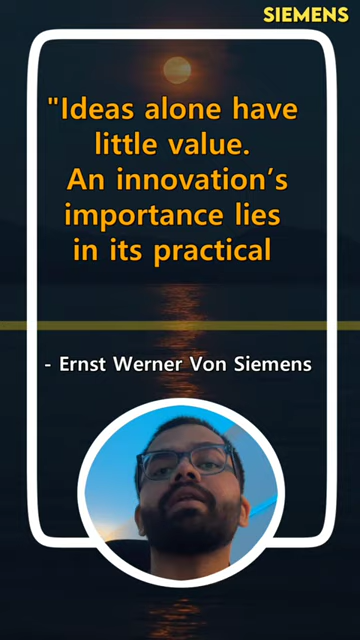 SIEMENS
"Ideas alone have
little value.
An innovation’s
importance lies
in its practical
- Ernst Werner Von Siemens